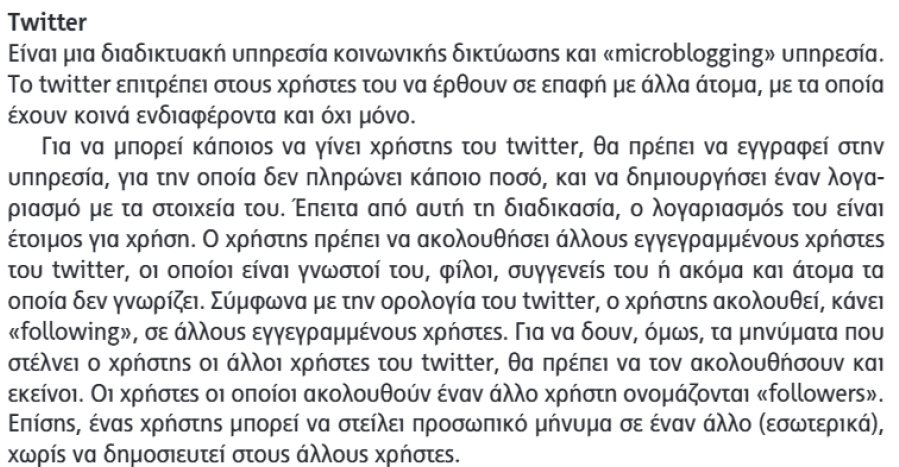 Twitter
Είναι μια διαδικτυακή υπηρεσία κοινωνικής δικτύωσης και «microblogging» υπηρεσία.
Το twitter επιτρέπει στους χρήστες του να έρθουν σε επαφή με άλλα άτομα, με τα οποία
έχουν κοινά ενδιαφέροντα και όχι μόνο.
Για να μπορεί κάποιος να γίνει χρήστης του twitter, θα πρέπει να εγγραφεί στην
υπηρεσία, για την οποία δεν πληρώνει κάποιο ποσό, και να δημιουργήσει έναν λογα-
ριασμό με τα στοιχεία του. Έπειτα από αυτή τη διαδικασία, ο λογαριασμός του είναι
έτοιμος για χρήση. Ο χρήστης πρέπει να ακολουθήσει άλλους εγγεγραμμένους χρήστες
του twitter, οι οποίοι είναι γνωστοί του, φίλοι, συγγενείς του ή ακόμα και άτομα τα
οποία δεν γνωρίζει. Σύμφωνα με την ορολογία του twitter, ο χρήστης ακολουθεί, κάνει
«following», σε άλλους εγγεγραμμένους χρήστες. Για να δουν, όμως, τα μηνύματα που
στέλνει ο χρήστης οι άλλοι χρήστες του twitter, θα πρέπει να τον ακολουθήσουν και
εκείνοι. Οι χρήστες οι οποίοι ακολουθούν έναν άλλο χρήστη ονομάζονται «followers».
Επίσης, ένας χρήστης μπορεί να στείλει προσωπικό μήνυμα σε έναν άλλο (εσωτερικά),
χωρίς να δημοσιευτεί στους άλλους χρήστες.